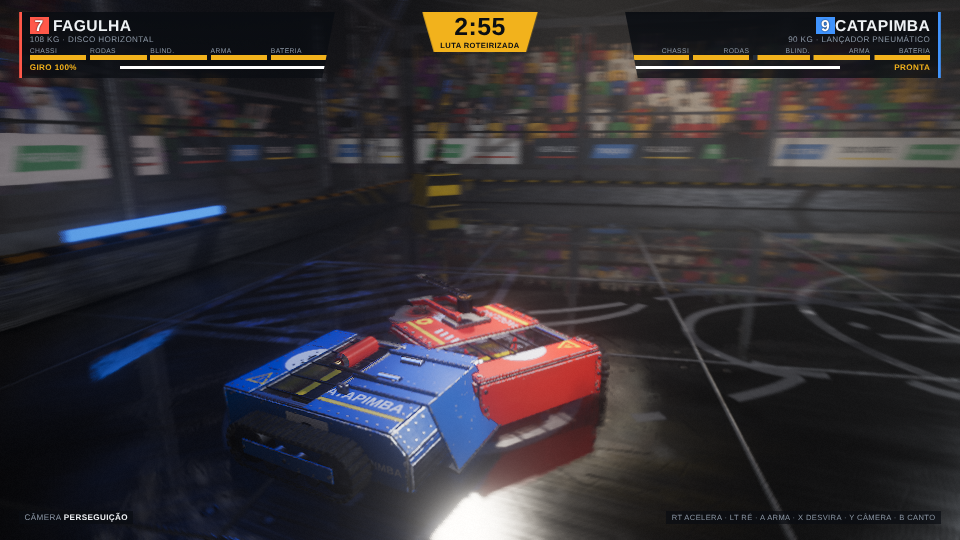 7 FAGULHA
108 KG · DISCO HORIZONTAL
CHASSI RODAS BLIND. ARMA BATERIA
GIRO 100%
2:55
LUTA ROTEIRIZADA
9 CATAPIMBA
90 KG · LANÇADOR PNEUMÁTICO
CHASSI RODAS BLIND. ARMA BATERIA
PRONTA
CATAPIMBA
CÂMERA PERSEGUIÇÃO
RT ACELERA · LT RÉ · A ARMA · X DESVIRA · Y CÂMERA · B CANTO